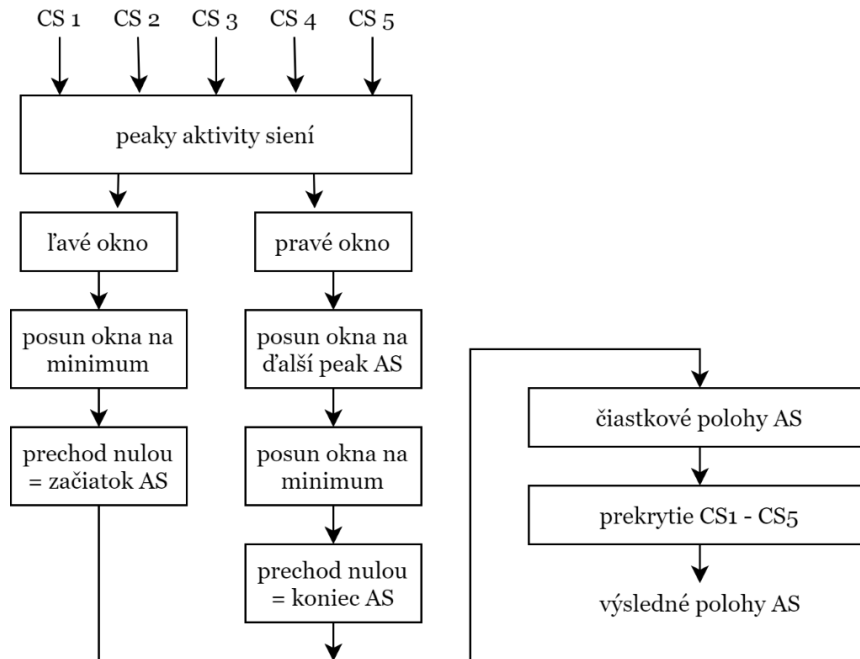 CS 1 CS 2 CS 3 CS 4 CS 5
peaky aktivity siení
ľavé okno
pravé okno
posun okna na
minimum
posun okna na
ďalší peak AS
prechod nulou
= začiatok AS
posun okna na
minimum
prechod nulou
= koniec AS
čiastkové polohy AS
prekrytie CS1 - CS5
výsledné polohy AS